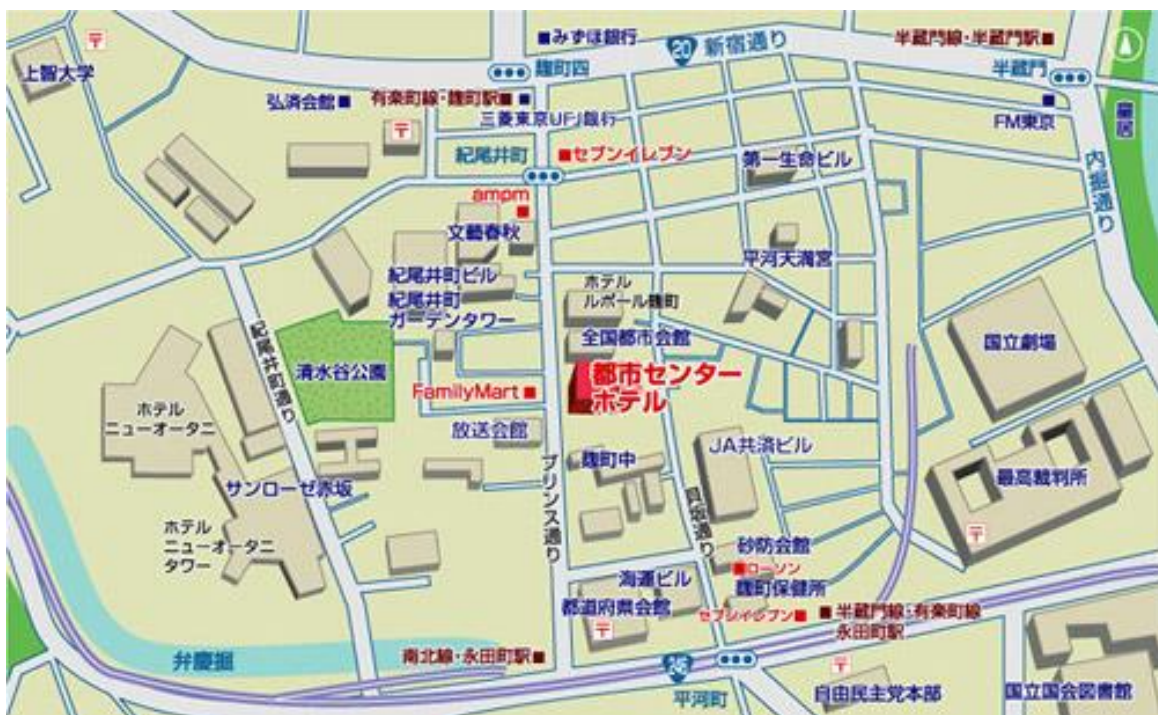 みずほ銀行
20
新宿通り
半蔵門線・半蔵門駅
上智大学
麹町四
半蔵門
弘済会館
有楽町線・麹町駅
三菱東京UFJ銀行
FM東京
皇居
紀尾井町
セブンイレブン
第一生命ビル
内堀通り
ampm
文藝春秋
平河天満宮
紀尾井町ビル
紀尾井町
ガーデンタワー
ホテル
ルポール麹町
全国都市会館
国立劇場
紀尾井町通り
清水谷公園
FamilyMart
都市センター
ホテル
ホテル
ニューオータニ
放送会館
麹町中
JA共済ビル
最高裁判所
サンローゼ赤坂
プリンス通り
貝坂通り
ホテル
ニューオータニ
タワー
砂防会館
ローソン
海運ビル
麹町保健所
都道府県会館
セブンイレブン
半蔵門線・有楽町線
永田町駅
弁慶掘
南北線・永田町駅
平河町
自由民主党本部
国立国会図書館